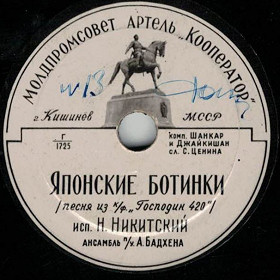 МОЛДПРОМСОВЕТ АРТЕЛЬ „КООПЕРАТОР"
г. Кишинев МССР
Г
1725
комп. ШАНКАР
и ДЖАЙКИШАН
сл. С. ЦЕНИНА
ЯПОНСКИЕ БОТИНКИ
/песня из к/ф. „Господин 420"/
исп. Н. НИКИТСКИЙ
АНСАМБЛЬ П/У А. БАДХЕНА